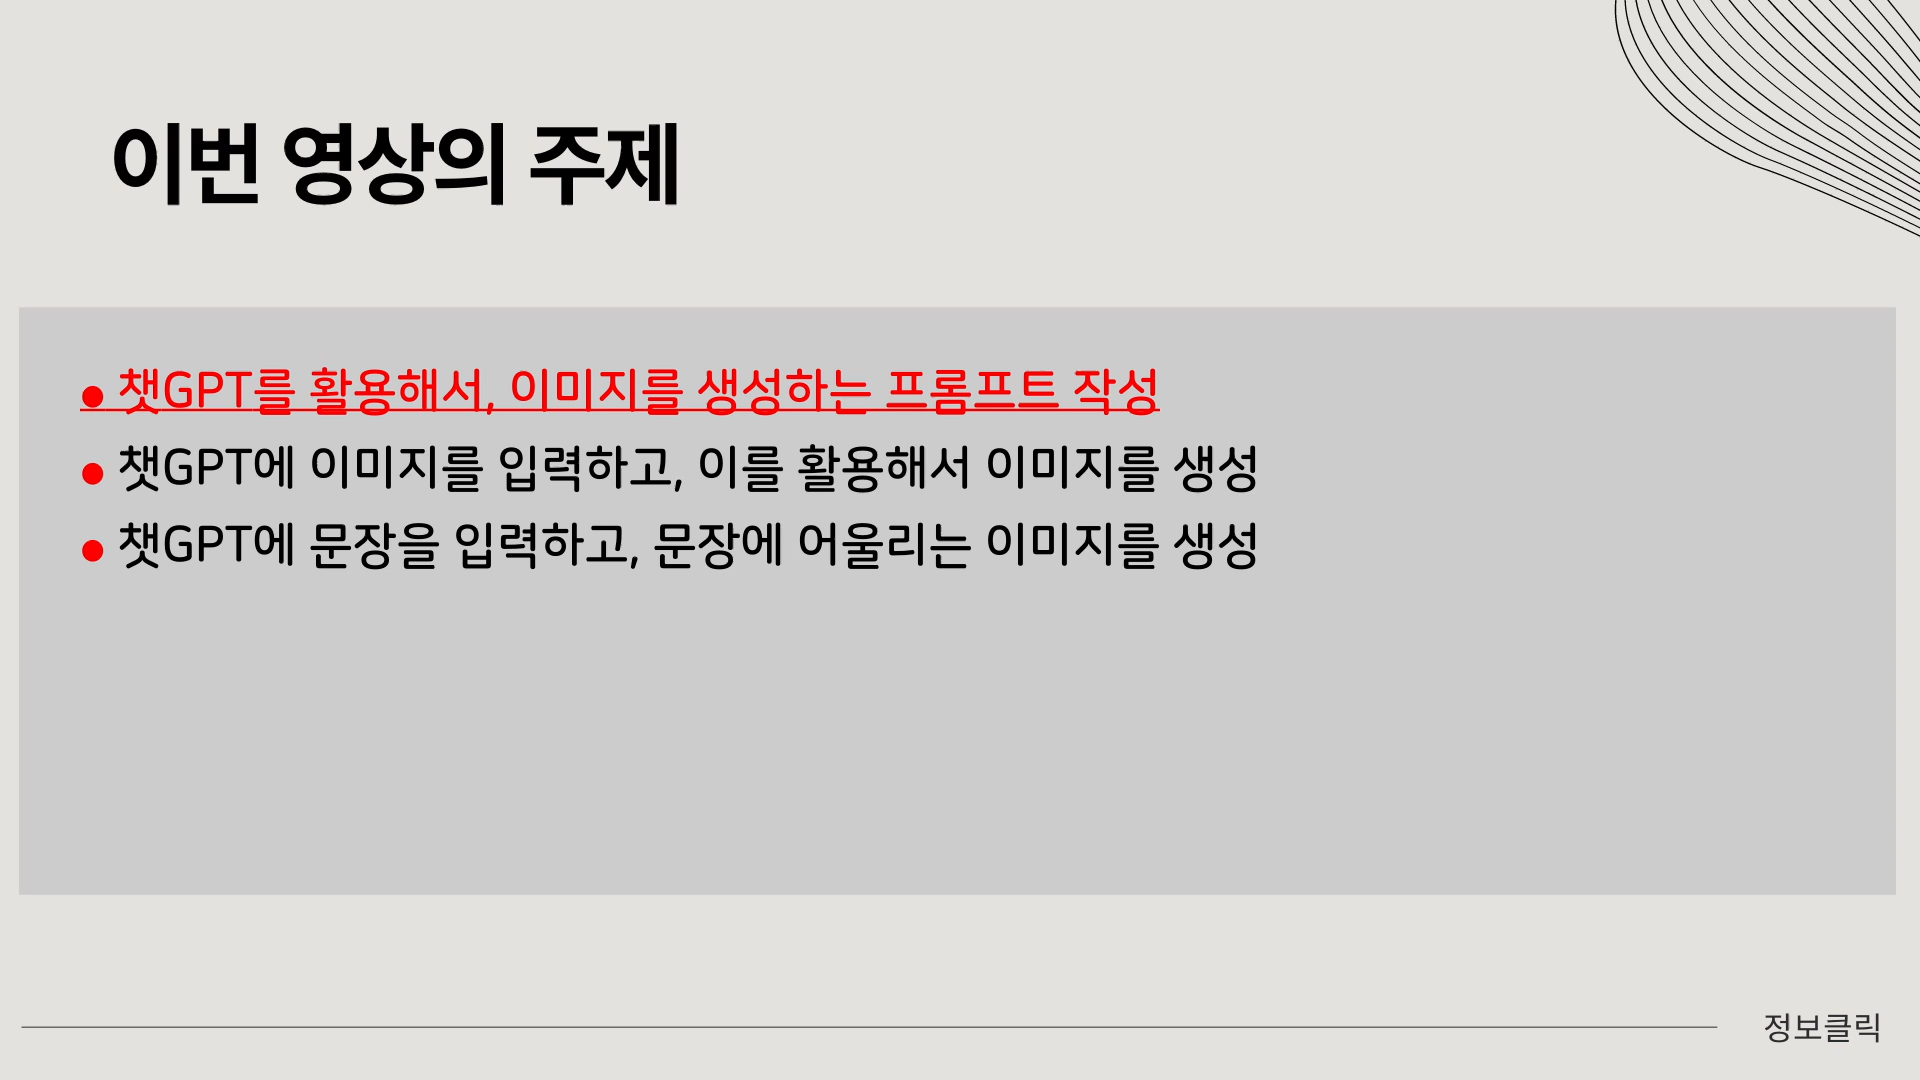 이번 영상의 주제
● 챗GPT를 활용해서, 이미지를 생성하는 프롬프트 작성
● 챗GPT에 이미지를 입력하고, 이를 활용해서 이미지를 생성
● 챗GPT에 문장을 입력하고, 문장에 어울리는 이미지를 생성
정보클릭